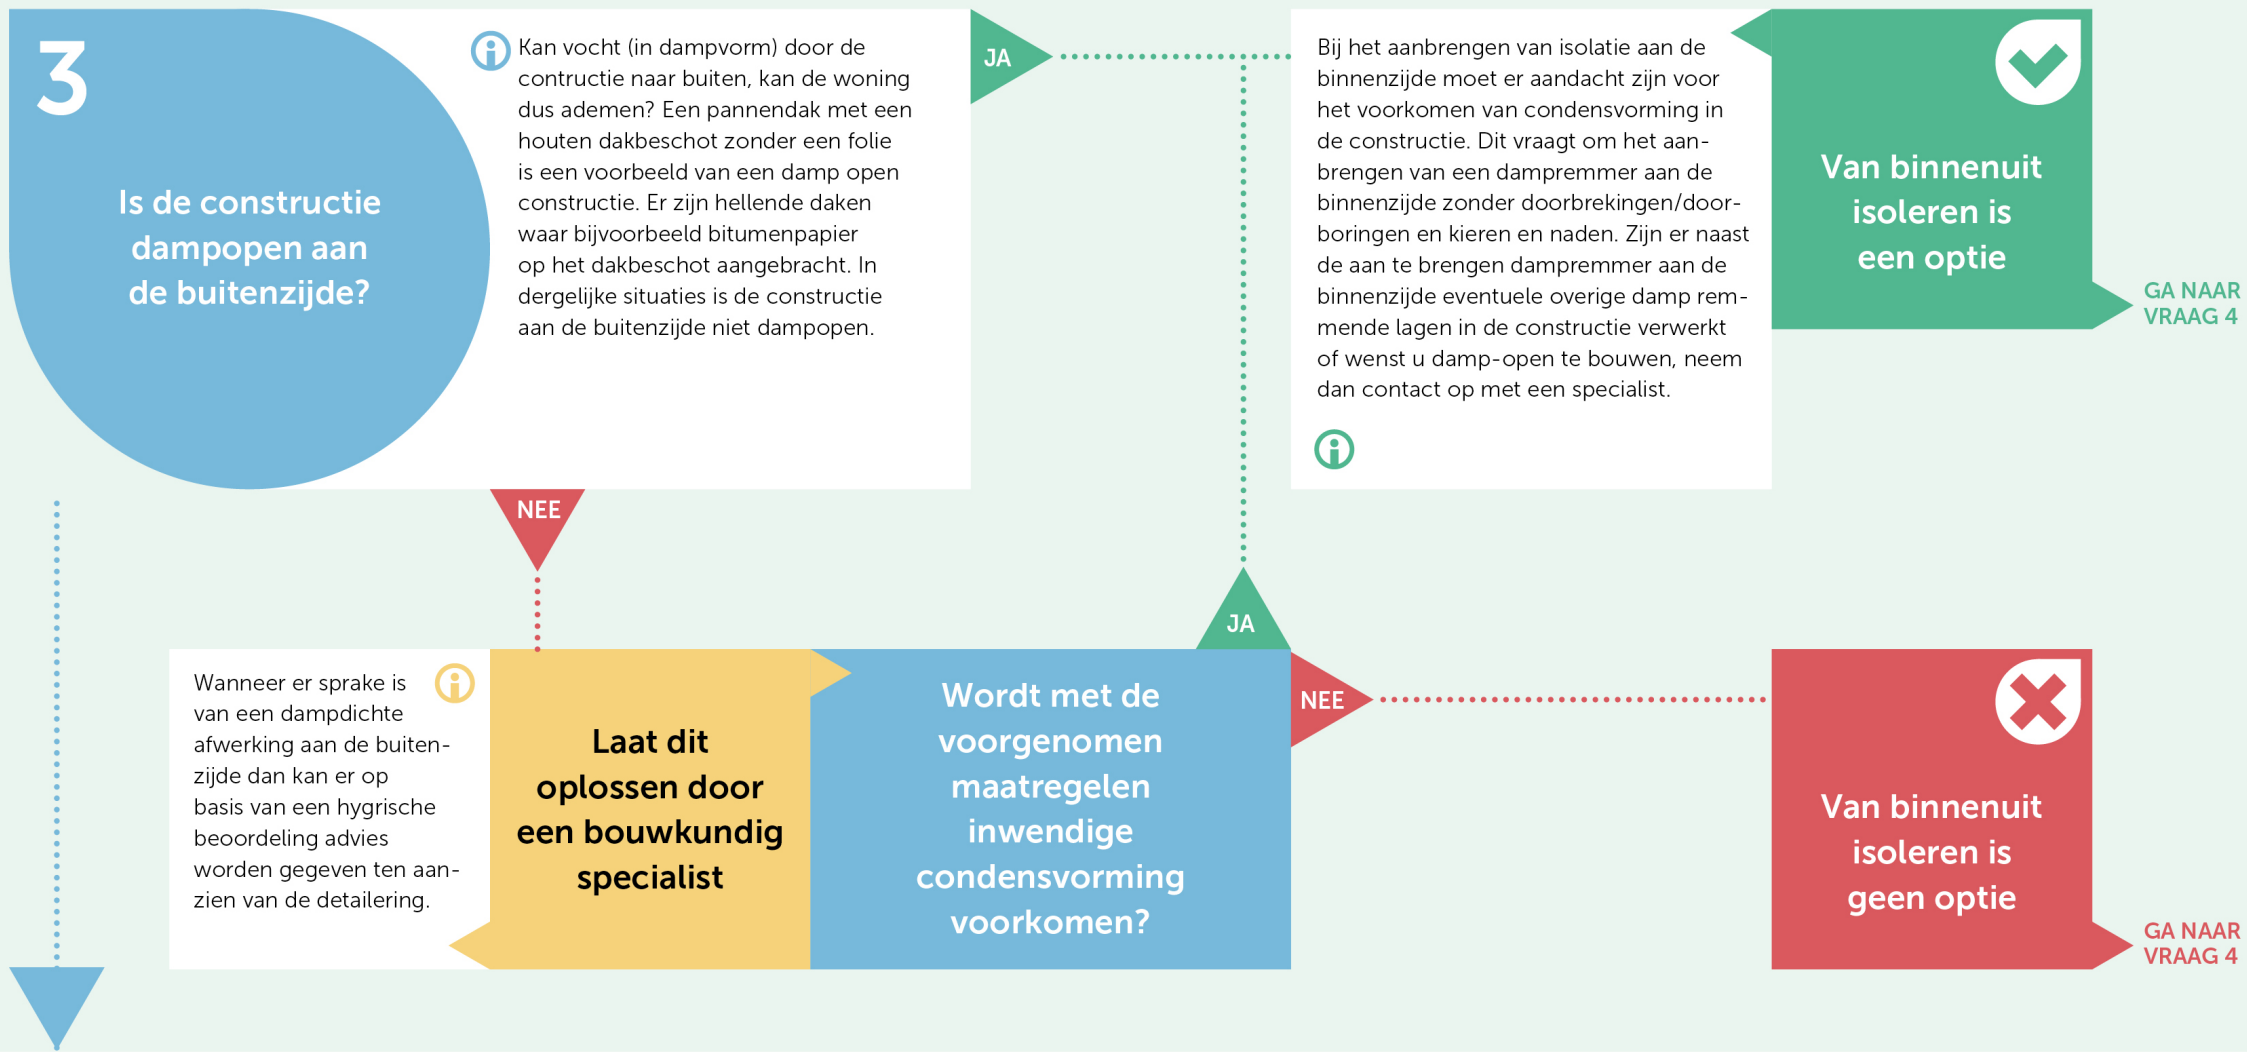 3
Is de constructie
dampopen aan
de buitenzijde?
Kan vocht (in dampvorm) door de
contructie naar buiten, kan de woning
dus ademen? Een pannendak met een
houten dakbeschot zonder een folie
is een voorbeeld van een damp open
constructie. Er zijn hellende daken
waar bijvoorbeeld bitumenpapier
op het dakbeschot aangebracht. In
dergelijke situaties is de constructie
aan de buitenzijde niet dampopen.
JA
Bij het aanbrengen van isolatie aan de
binnenzijde moet er aandacht zijn voor
het voorkomen van condensvorming in
de constructie. Dit vraagt om het aan-
brengen van een dampremmer aan de
binnenzijde zonder doorbrekingen/door-
boringen en kieren en naden. Zijn er naast
de aan te brengen dampremmer aan de
binnenzijde eventuele overige damp rem-
mende lagen in de constructie verwerkt
of wenst u damp-open te bouwen, neem
dan contact op met een specialist.
Van binnenuit
isoleren is
een optie
GA NAAR
VRAAG 4
NEE
Wanneer er sprake is
van een dampdichte
afwerking aan de buiten-
zijde dan kan er op
basis van een hygrische
beoordeling advies
worden gegeven ten aan-
zien van de detailering.
Laat dit
oplossen door
een bouwkundig
specialist
Wordt met de
voorgenomen
maatregelen
inwendige
condensvorming
voorkomen?
JA
NEE
Van binnenuit
isoleren is
geen optie
GA NAAR
VRAAG 4